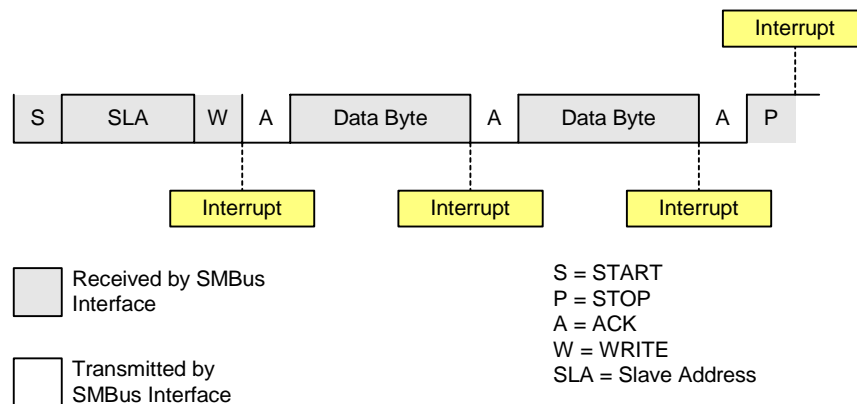 Interrupt
S SLA W A Data Byte A Data Byte A P
Interrupt Interrupt Interrupt
Received by SMBus
Interface
Transmitted by
SMBus Interface
S = START
P = STOP
A = ACK
W = WRITE
SLA = Slave Address